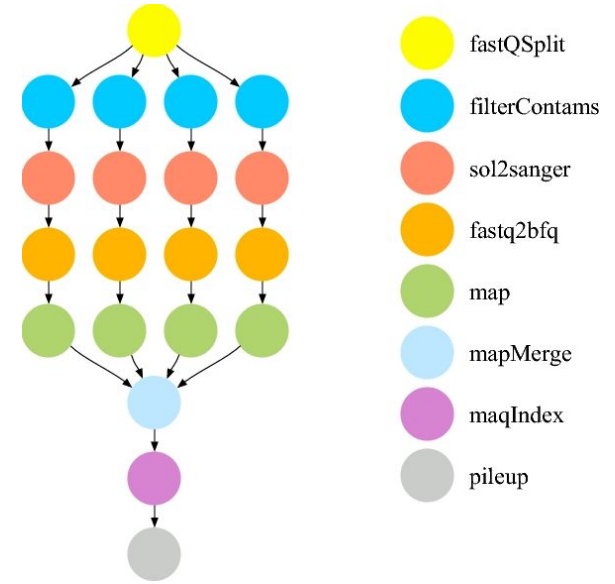 fastQSplit
filterContams
sol2sanger
fastq2bfq
map
mapMerge
maqIndex
pileup